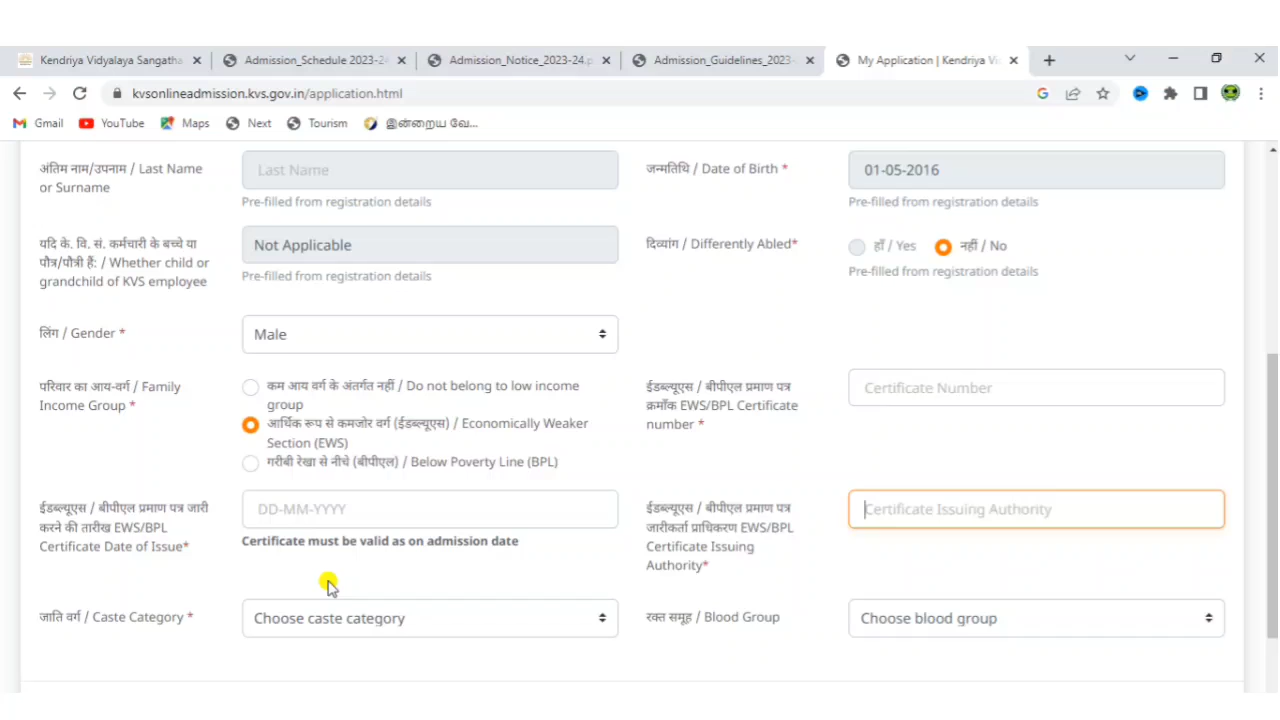 Kendriya Vidyalaya Sangatha
Admission_Schedule 2023-24
Admission_Notice_2023-24.p
Admission_Guidelines_2023-
My Application | Kendriya Vi
kvsonlineadmission.kvs.gov.in/application.html
Gmail
YouTube
Maps
Next
Tourism
இன்றைய வே...
अंतिम नाम/उपनाम / Last Name
or Surname
Last Name
Pre-filled from registration details
जन्मतिथि / Date of Birth *
01-05-2016
Pre-filled from registration details
यदि के. वि. सं. कर्मचारी के बच्चे या
पौत्र/पौत्री हैं: / Whether child or
grandchild of KVS employee
Not Applicable
Pre-filled from registration details
दिव्यांग / Differently Abled*
हाँ / Yes
नहीं / No
Pre-filled from registration details
लिंग / Gender *
Male
परिवार का आय-वर्ग / Family
Income Group *
कम आय वर्ग के अंतर्गत नहीं / Do not belong to low income
group
आर्थिक रूप से कमजोर वर्ग (ईडब्ल्यूएस) / Economically Weaker
Section (EWS)
गरीबी रेखा से नीचे (बीपीएल) / Below Poverty Line (BPL)
ईडब्ल्यूएस / बीपीएल प्रमाण पत्र
क्रमाँक EWS/BPL Certificate
number *
Certificate Number
ईडब्ल्यूएस / बीपीएल प्रमाण पत्र जारी
करने की तारीख EWS/BPL
Certificate Date of Issue*
DD-MM-YYYY
Certificate must be valid as on admission date
ईडब्ल्यूएस / बीपीएल प्रमाण पत्र
जारीकर्ता प्राधिकरण EWS/BPL
Certificate Issuing
Authority*
Certificate Issuing Authority
जाति वर्ग / Caste Category *
Choose caste category
रक्त समूह / Blood Group
Choose blood group